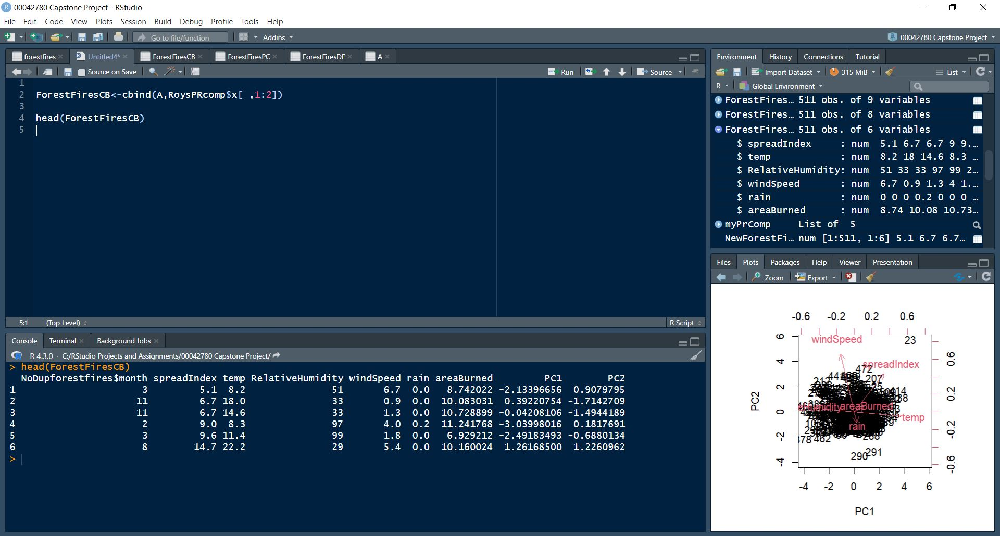 00042780 Capstone Project - RStudio
File Edit Code View Plots Session Build Debug Profile Tools Help
Go to file/function Addins 00042780 Capstone Project
forestfires Untitled4* ForestFiresCB ForestFiresPC ForestFiresDF A
Source on Save Run Source
1
2 ForestFiresCB<-cbind(A,RoysPRcomp$x[ ,1:2])
3
4 head(ForestFiresCB)
5
5:1 (Top Level) R Script
Console Terminal Background Jobs
R 4.3.0 · C:/RStudio Projects and Assignments/00042780 Capstone Project/
> head(ForestFiresCB)
NoDupforestfires$month spreadIndex temp RelativeHumidity windSpeed rain areaBurned PC1 PC2
1 3 5.1 8.2 51 6.7 0.0 8.742022 -2.13396656 0.9079795
2 11 6.7 18.0 33 0.9 0.0 10.083031 0.39220754 -1.7142709
3 11 6.7 14.6 33 1.3 0.0 10.728899 -0.04208106 -1.4944189
4 2 9.0 8.3 97 4.0 0.2 11.241768 -3.03998016 0.1817691
5 3 9.6 11.4 99 1.8 0.0 6.929212 -2.49183493 -0.6880134
6 8 14.7 22.2 29 5.4 0.0 10.160024 1.26168500 1.2260962
>
Environment History Connections Tutorial
Import Dataset 315 MiB List
R Global Environment
ForestFires… 511 obs. of 9 variables
ForestFires… 511 obs. of 8 variables
ForestFires… 511 obs. of 6 variables
$ spreadIndex : num 5.1 6.7 6.7 9 9.…
$ temp : num 8.2 18 14.6 8.3 …
$ RelativeHumidity: num 51 33 33 97 99 2…
$ windSpeed : num 6.7 0.9 1.3 4 1.…
$ rain : num 0 0 0 0.2 0 0 0 …
$ areaBurned : num 8.74 10.08 10.73…
myPrComp List of 5
NewForestFi… num [1:511, 1:6] 5.1 6.7 6.7…
Files Plots Packages Help Viewer Presentation
Zoom Export
-0.6 -0.2 0.2 0.6
windSpeed 23
spreadIndex
472
207
212
414
areaBurned
temp
rain
462
288
290 291
6 4 2 0 -2 -4
PC2
0.6 0.2 -0.2 -0.6
-4 -2 0 2 4 6
PC1